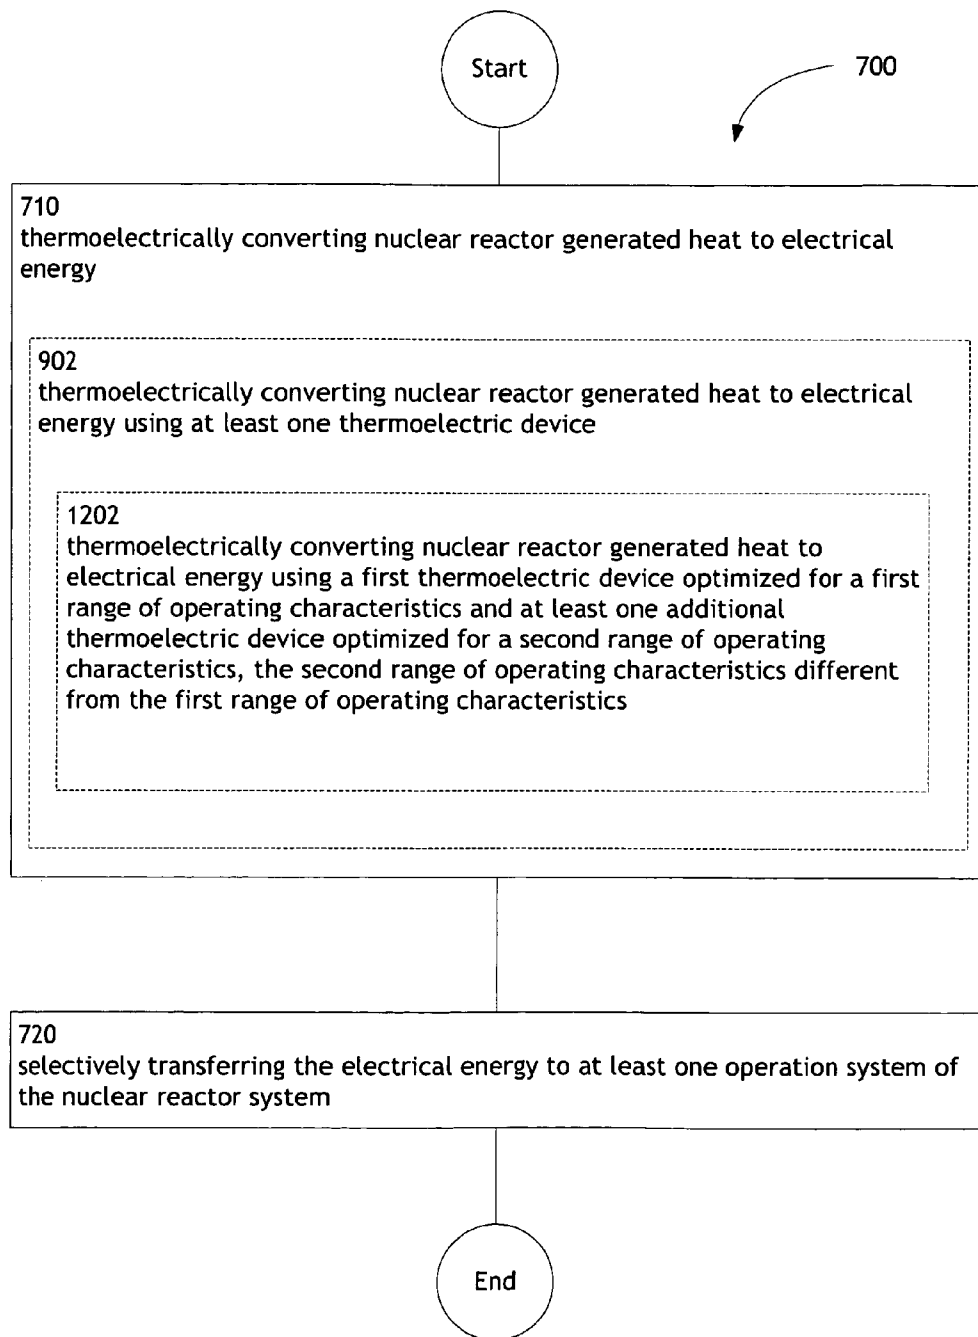 Start
700
710
thermoelectrically converting nuclear reactor generated heat to electrical
energy
902
thermoelectrically converting nuclear reactor generated heat to electrical
energy using at least one thermoelectric device
1202
thermoelectrically converting nuclear reactor generated heat to
electrical energy using a first thermoelectric device optimized for a first
range of operating characteristics and at least one additional
thermoelectric device optimized for a second range of operating
characteristics, the second range of operating characteristics different
from the first range of operating characteristics
720
selectively transferring the electrical energy to at least one operation system of
the nuclear reactor system
End